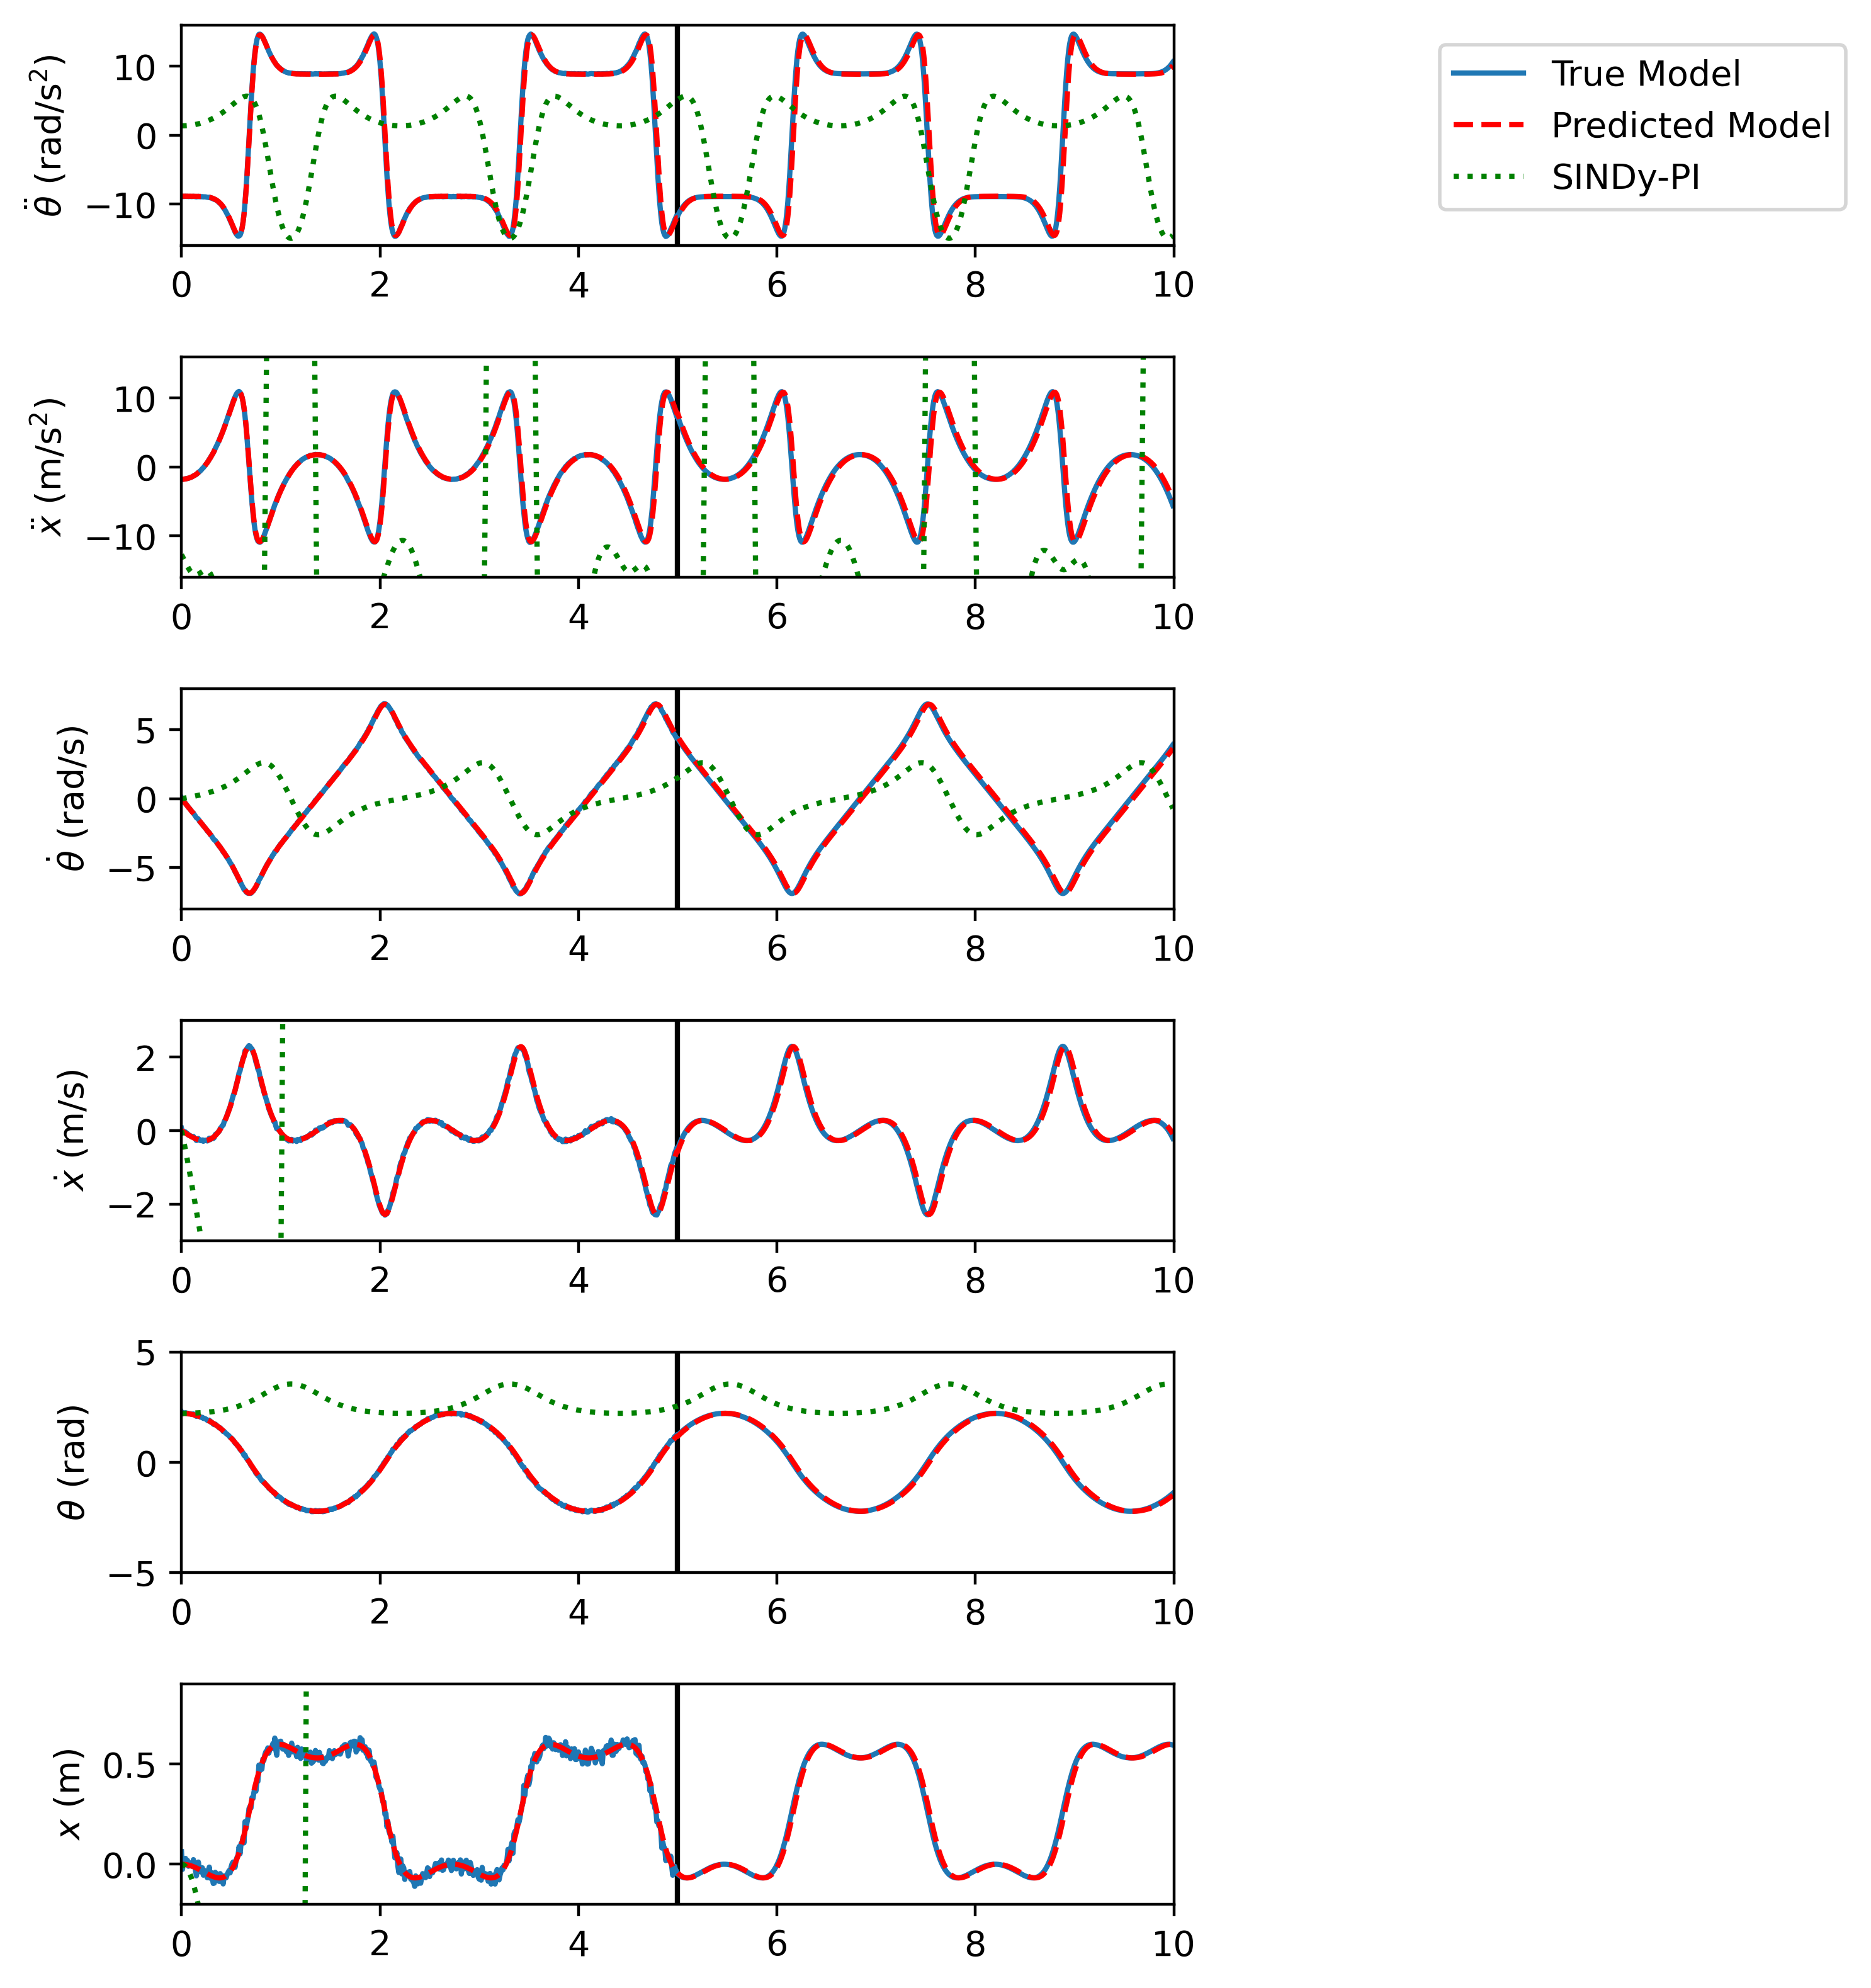 θ̈ (rad/s²)
10
0
−10
0 2 4 6 8 10
True Model
Predicted Model
SINDy-PI
ẍ (m/s²)
10
0
−10
0 2 4 6 8 10
θ̇ (rad/s)
5
0
−5
0 2 4 6 8 10
ẋ (m/s)
2
0
−2
0 2 4 6 8 10
θ (rad)
5
0
−5
0 2 4 6 8 10
x (m)
0.5
0.0
0 2 4 6 8 10